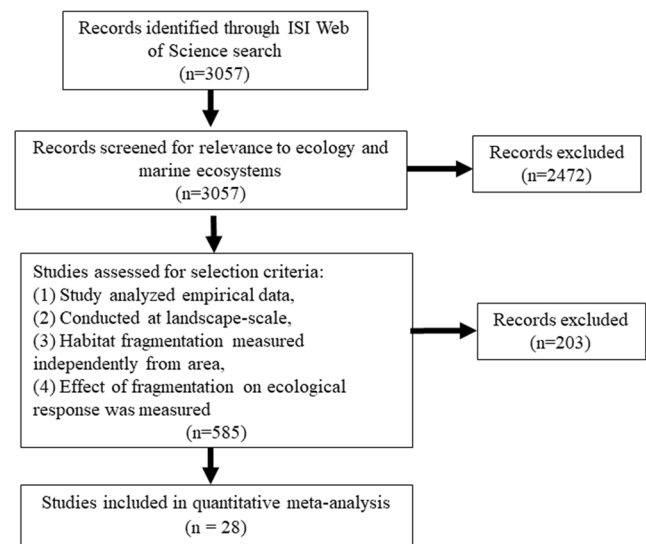 Records identified through ISI Web
of Science search
(n=3057)
Records screened for relevance to ecology and
marine ecosystems
(n=3057)
Records excluded
(n=2472)
Studies assessed for selection criteria:
(1) Study analyzed empirical data,
(2) Conducted at landscape-scale,
(3) Habitat fragmentation measured
independently from area,
(4) Effect of fragmentation on ecological
response was measured
(n=585)
Records excluded
(n=203)
Studies included in quantitative meta-analysis
(n = 28)